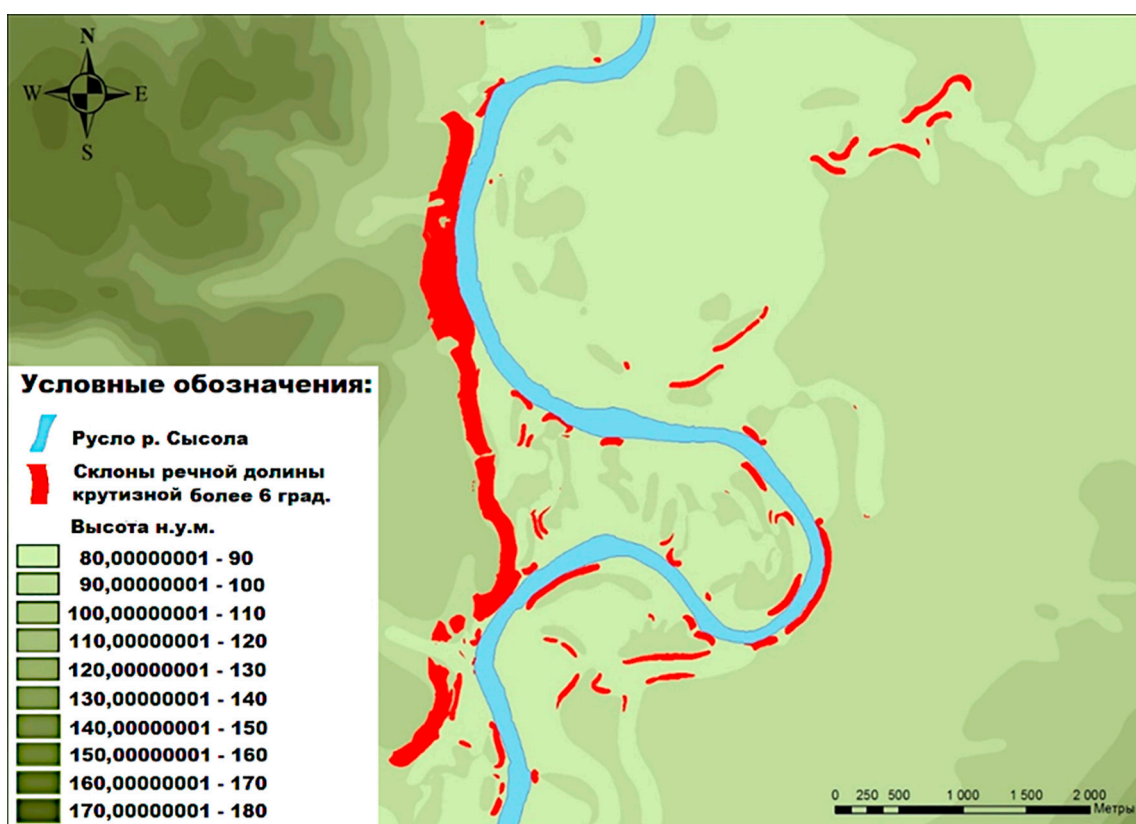 N
W E
S
Условные обозначения:
Русло р. Сысола
Склоны речной долины
крутизной более 6 град.
Высота н.у.м.
80,00000001 - 90
90,00000001 - 100
100,00000001 - 110
110,00000001 - 120
120,00000001 - 130
130,00000001 - 140
140,00000001 - 150
150,00000001 - 160
160,00000001 - 170
170,00000001 - 180
0 250 500 1 000 1 500 2 000
Метры